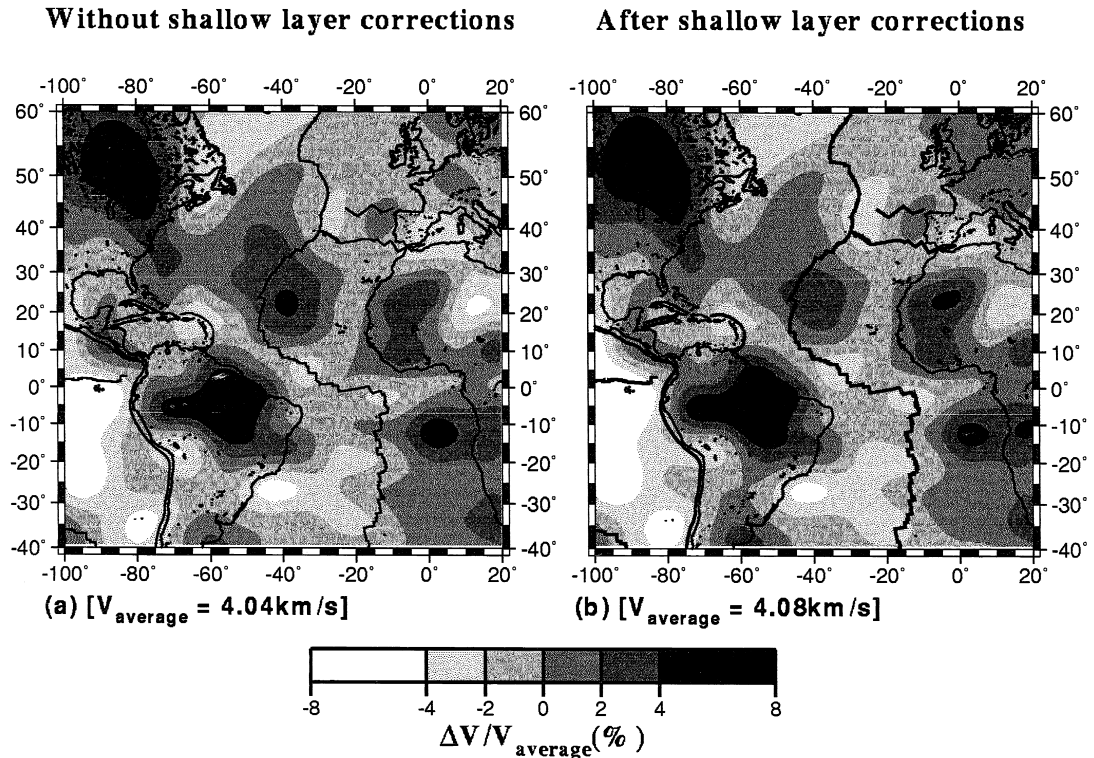 Without shallow layer corrections
After shallow layer corrections
-100° -80° -60° -40° -20° 0° 20°
-100° -80° -60° -40° -20° 0° 20°
60° 60° 60° 60°
50° 50° 50° 50°
40° 40° 40° 40°
30° 30° 30° 30°
20° 20° 20° 20°
10° 10° 10° 10°
0° 0° 0° 0°
-10° -10° -10° -10°
-20° -20° -20° -20°
-30° -30° -30° -30°
-40° -40° -40° -40°
-100° -80° -60° -40° -20° 0° 20°
-100° -80° -60° -40° -20° 0° 20°
(a) [V average = 4.04km/s]
(b) [V average = 4.08km/s]
-8 -4 -2 0 2 4 8
ΔV/V average (%)